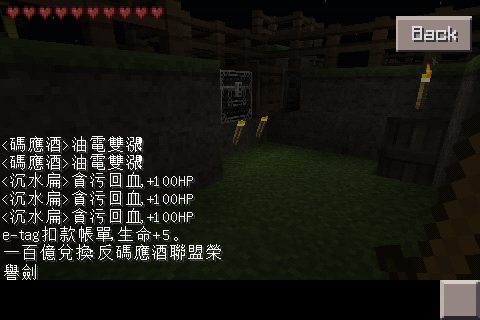 Back
<碼應酒>油電雙漲
<碼應酒>油電雙漲
<沉水扁>貪污回血,+100HP
<沉水扁>貪污回血,+100HP
<沉水扁>貪污回血,+100HP
e-tag扣款帳單,生命+5。
一百億兌換:反碼應酒聯盟榮
譽劍